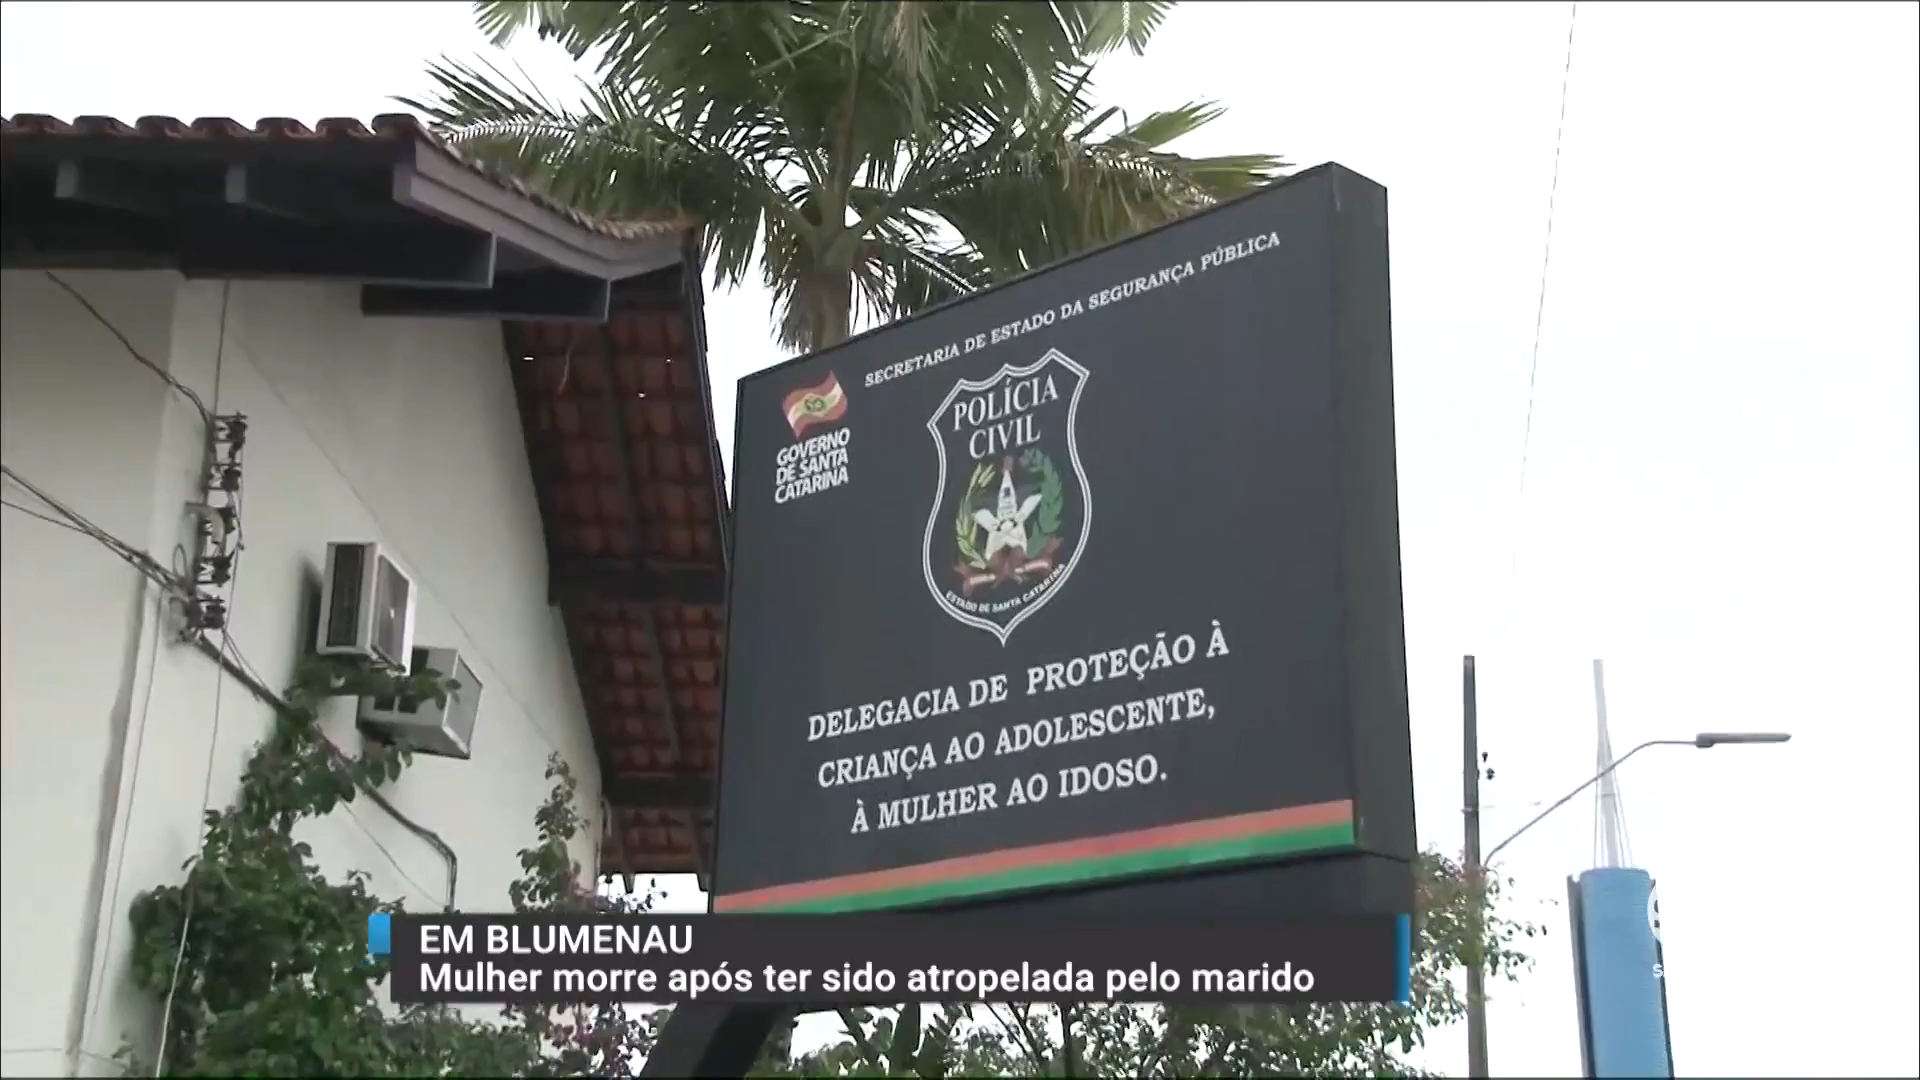 SECRETARIA DE ESTADO DA SEGURANÇA PÚBLICA
GOVERNO
DE SANTA
CATARINA
POLÍCIA
CIVIL
ESTADO DE SANTA CATARINA
DELEGACIA DE PROTEÇÃO À
CRIANÇA AO ADOLESCENTE,
À MULHER AO IDOSO.
EM BLUMENAU
Mulher morre após ter sido atropelada pelo marido